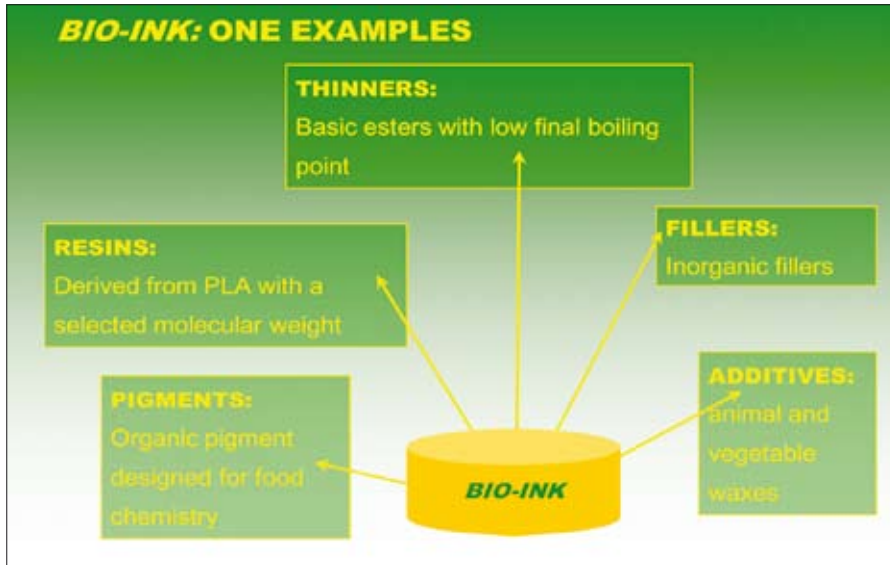 BIO-INK: ONE EXAMPLES
THINNERS:
Basic esters with low final boiling
point
RESINS:
Derived from PLA with a
selected molecular weight
FILLERS:
Inorganic fillers
PIGMENTS:
Organic pigment
designed for food
chemistry
ADDITIVES:
animal and
vegetable
waxes
BIO-INK